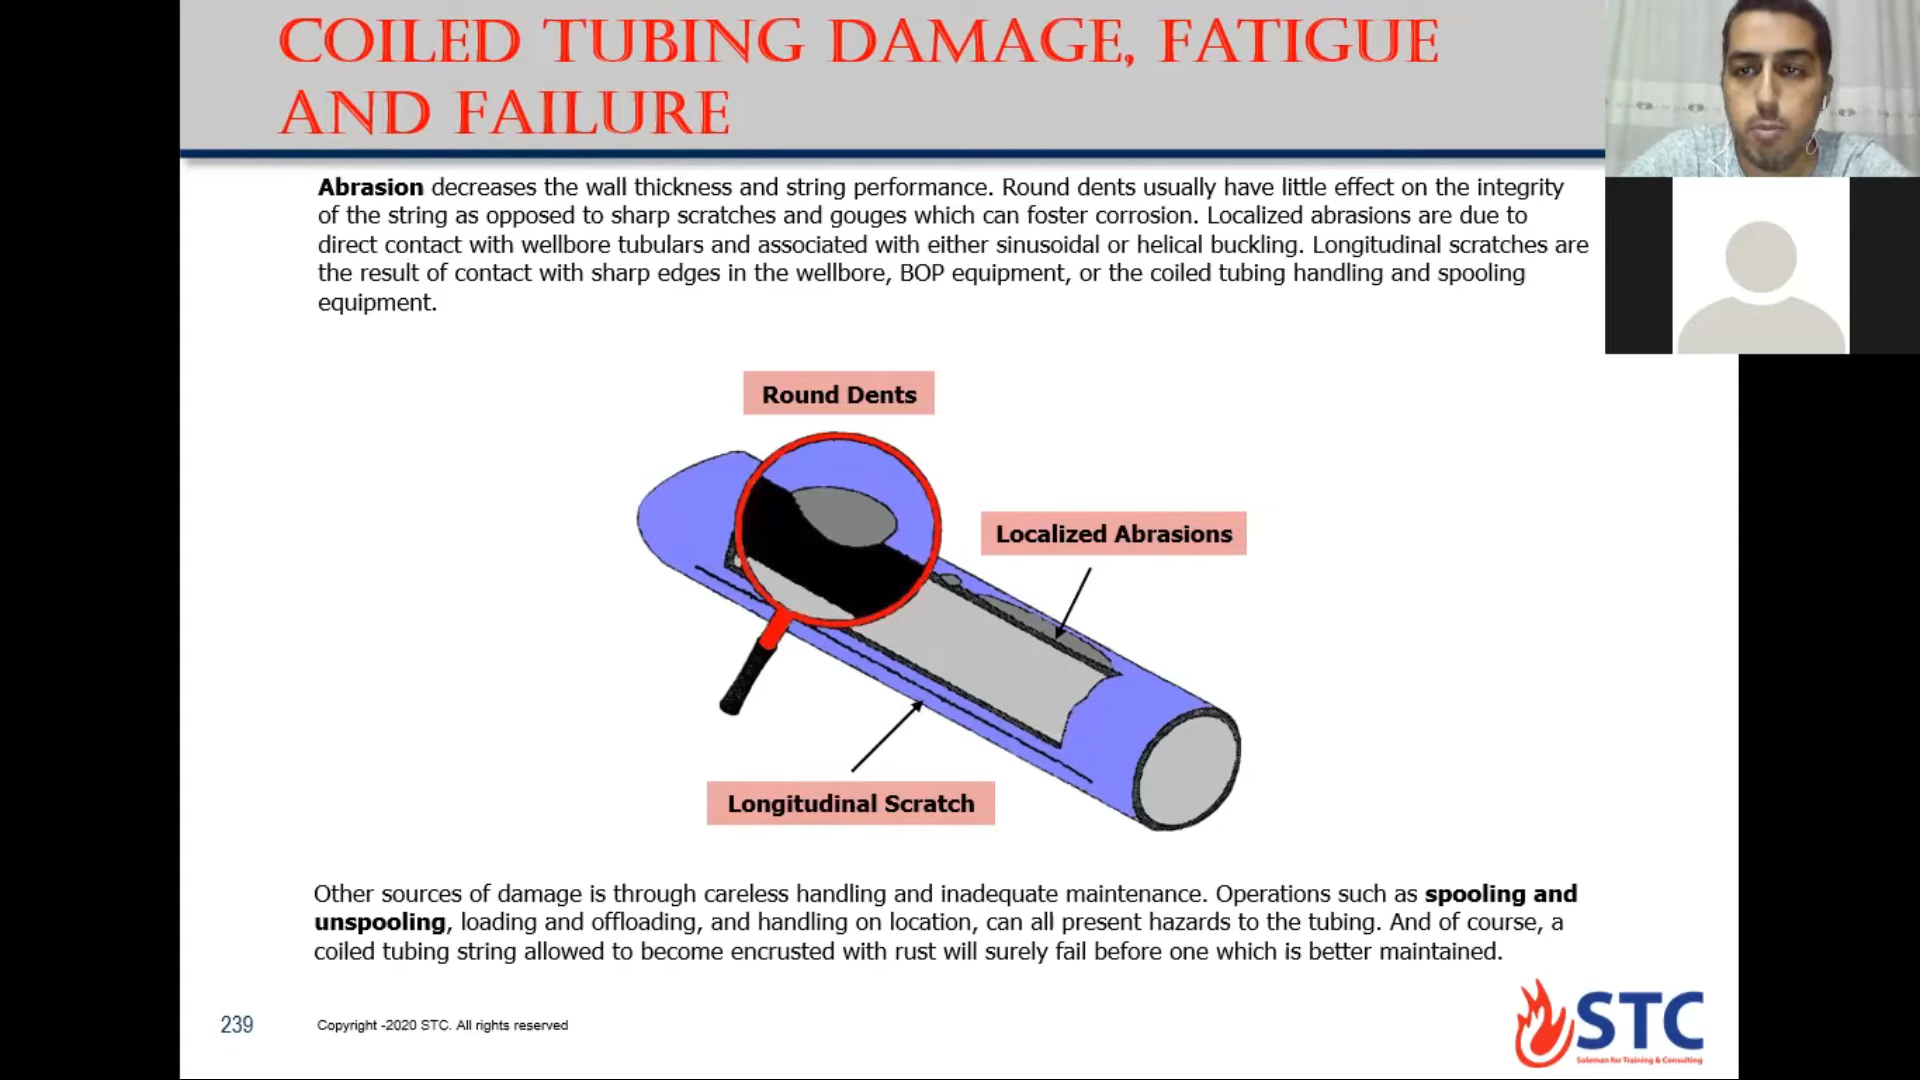 COILED TUBING DAMAGE, FATIGUE
AND FAILURE
Abrasion decreases the wall thickness and string performance. Round dents usually have little effect on the integrity
of the string as opposed to sharp scratches and gouges which can foster corrosion. Localized abrasions are due to
direct contact with wellbore tubulars and associated with either sinusoidal or helical buckling. Longitudinal scratches are
the result of contact with sharp edges in the wellbore, BOP equipment, or the coiled tubing handling and spooling
equipment.
Round Dents
Localized Abrasions
Longitudinal Scratch
Other sources of damage is through careless handling and inadequate maintenance. Operations such as spooling and
unspooling, loading and offloading, and handling on location, can all present hazards to the tubing. And of course, a
coiled tubing string allowed to become encrusted with rust will surely fail before one which is better maintained.
239
Copyright -2020 STC. All rights reserved
STC
Soleman for Training & Consulting